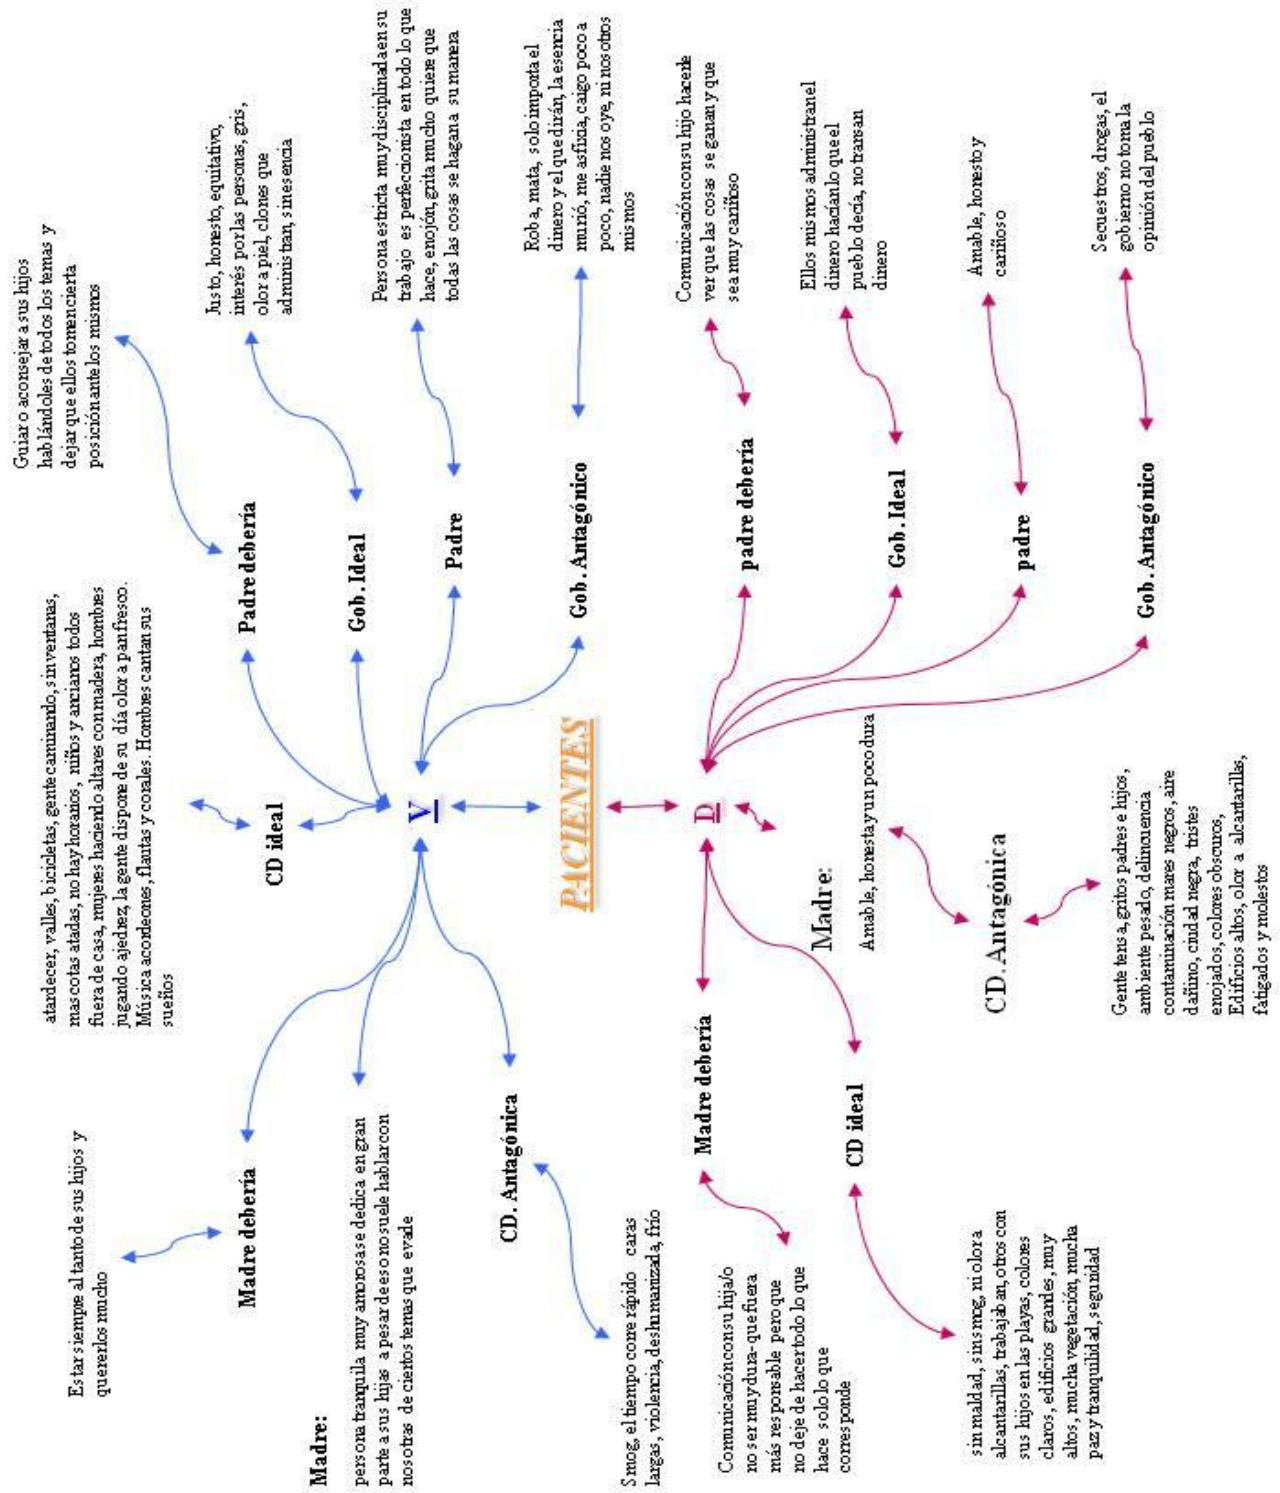 Estar siempre al tanto de sus hijos y
quererlos mucho
Madre debería
Madre:
persona tranquila muy amorosa se dedica en gran
parte a sus hijas a pesar de eso no suele hablar con
nosotras de ciertos temas que evade
CD. Antagónica
Smog, el tiempo corre rápido caras
largas, violencia, deshumanizada, frío
atardecer, valles, bicicletas, gente caminando, sin ventanas,
mascotas atadas, no hay horarios, niños y ancianos todos
fuera de casa, mujeres haciendo altares con madera, hombres
jugando ajedrez, la gente dispone de su día olor a pan fresco.
Música acordeones, flautas y corales. Hombres cantan sus
sueños
CD ideal
V
PACIENTES
D
Guiar o aconsejar a sus hijos
hablándoles de todos los temas y
dejar que ellos tomen cierta
posición ante los mismos
Padre debería
Justo, honesto, equitativo,
interés por las personas, gris,
olor a piel, clones que
administran, sin esencia
Gob. Ideal
Persona estricta muy disciplinada en su
trabajo es perfeccionista en todo lo que
hace, enojón, grita mucho quiere que
todas las cosas se hagan a su manera
Padre
Roba, mata, solo importa el
dinero y el que dirán, la esencia
murió, me asfixia, caigo poco a
poco, nadie nos oye, ni nosotros
mismos
Gob. Antagónico
Madre debería
Comunicación con su hija/o
no ser muy dura-que fuera
más responsable pero que
no deje de hacer todo lo que
hace solo lo que
corresponde
CD ideal
sin maldad, sin smog, ni olor a
alcantarillas, trabajaban, otros con
sus hijos en las playas, colores
claros, edificios grandes, muy
altos, mucha vegetación, mucha
paz y tranquilidad, seguridad
Madre:
Amable, honesta y un poco dura
CD. Antagónica
Gente tensa, gritos padres e hijos,
ambiente pesado, delincuencia
contaminación mares negros, aire
dañino, ciudad negra, tristes
enojados, colores obscuros,
Edificios altos, olor a alcantarillas,
fatigados y molestos
Comunicación con su hijo hacerle
ver que las cosas se ganan y que
sea muy cariñoso
padre debería
Ellos mismos administran el
dinero hacían lo que el
pueblo decía, no transan
dinero
Gob. Ideal
Amable, honesto y
cariñoso
padre
Secuestros, drogas, el
gobierno no toma la
opinión del pueblo
Gob. Antagónico